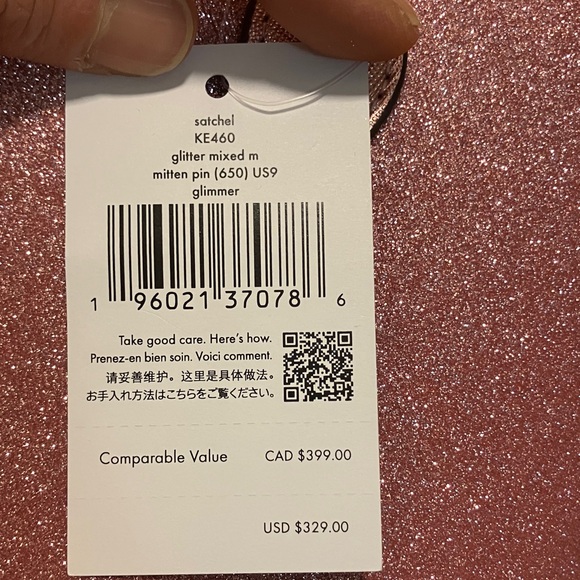 satchel
KE460
glitter mixed m
mitten pin (650) US9
glimmer
1 96021 37078 6
Take good care. Here's how.
Prenez-en bien soin. Voici comment.
请妥善维护。这里是具体做法。
お手入れ方法はこちらをご覧ください。
Comparable Value CAD $399.00
USD $329.00